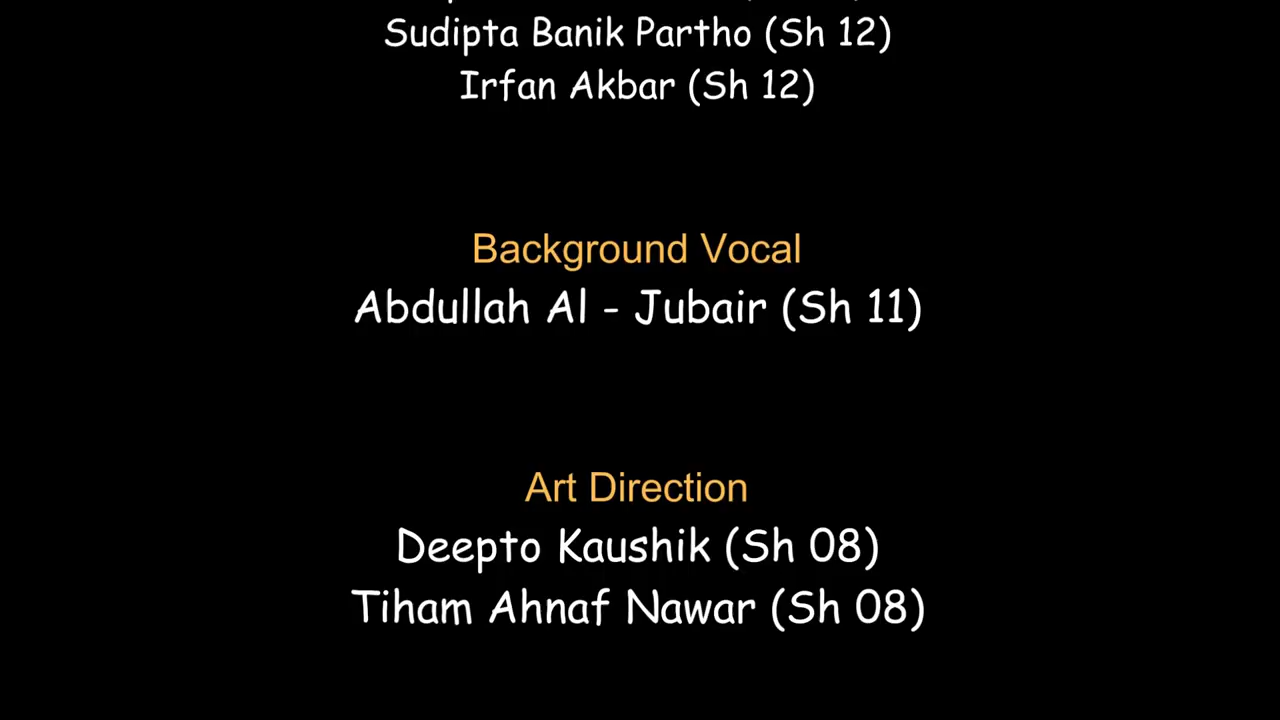 Sudipta Banik Partho (Sh 12)
Irfan Akbar (Sh 12)
Background Vocal
Abdullah Al - Jubair (Sh 11)
Art Direction
Deepto Kaushik (Sh 08)
Tiham Ahnaf Nawar (Sh 08)